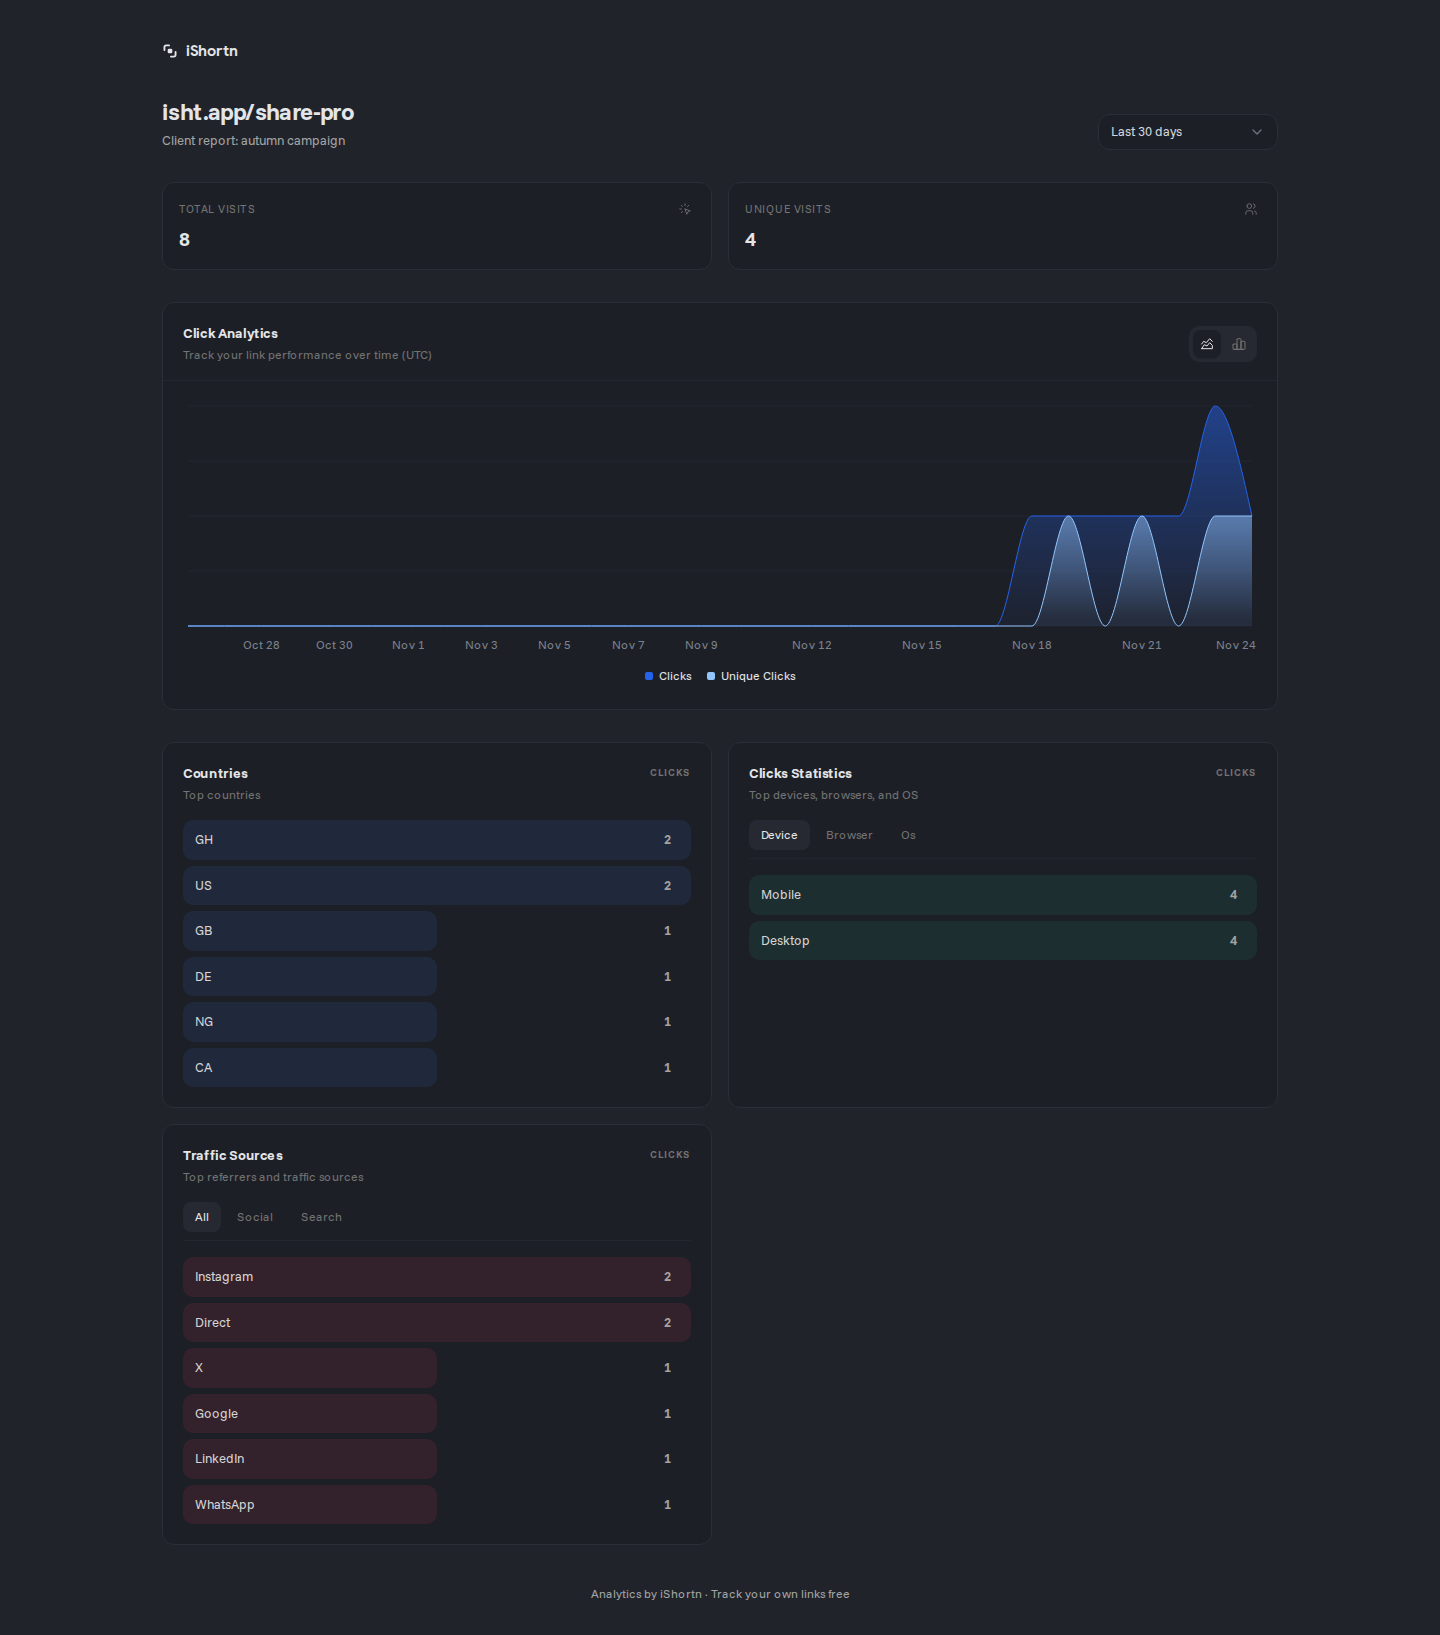 iShortn
isht.app/share-pro
Client report: autumn campaign
Last 30 days
TOTAL VISITS
8
UNIQUE VISITS
4
Click Analytics
Track your link performance over time (UTC)
Oct 28 Oct 30 Nov 1 Nov 3 Nov 5 Nov 7 Nov 9 Nov 12 Nov 15 Nov 18 Nov 21 Nov 24
Clicks Unique Clicks
Countries CLICKS
Top countries
GH 2
US 2
GB 1
DE 1
NG 1
CA 1
Clicks Statistics CLICKS
Top devices, browsers, and OS
Device Browser Os
Mobile 4
Desktop 4
Traffic Sources CLICKS
Top referrers and traffic sources
All Social Search
Instagram 2
Direct 2
X 1
Google 1
LinkedIn 1
WhatsApp 1
Analytics by iShortn · Track your own links free